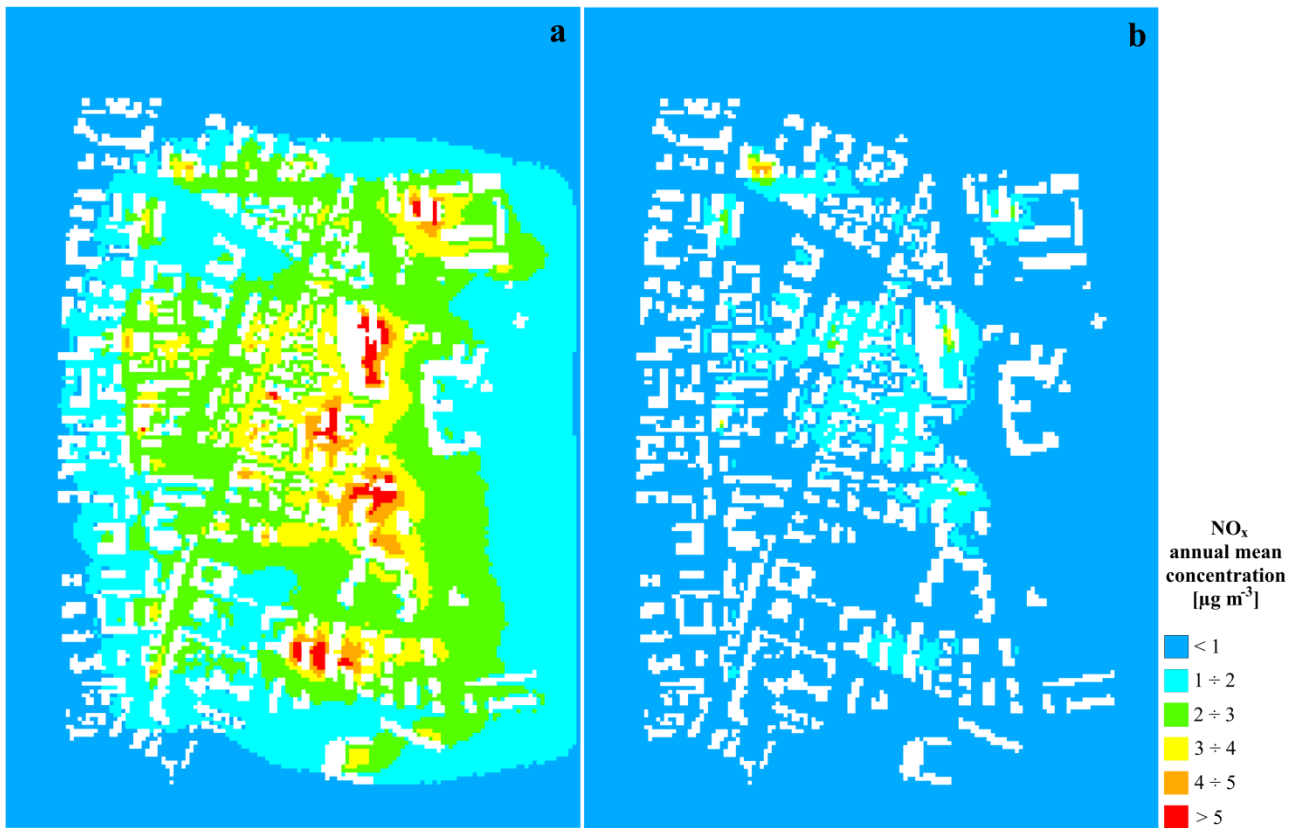 a
b
NOx
annual mean
concentration
[µg m-3]
< 1
1 ÷ 2
2 ÷ 3
3 ÷ 4
4 ÷ 5
> 5